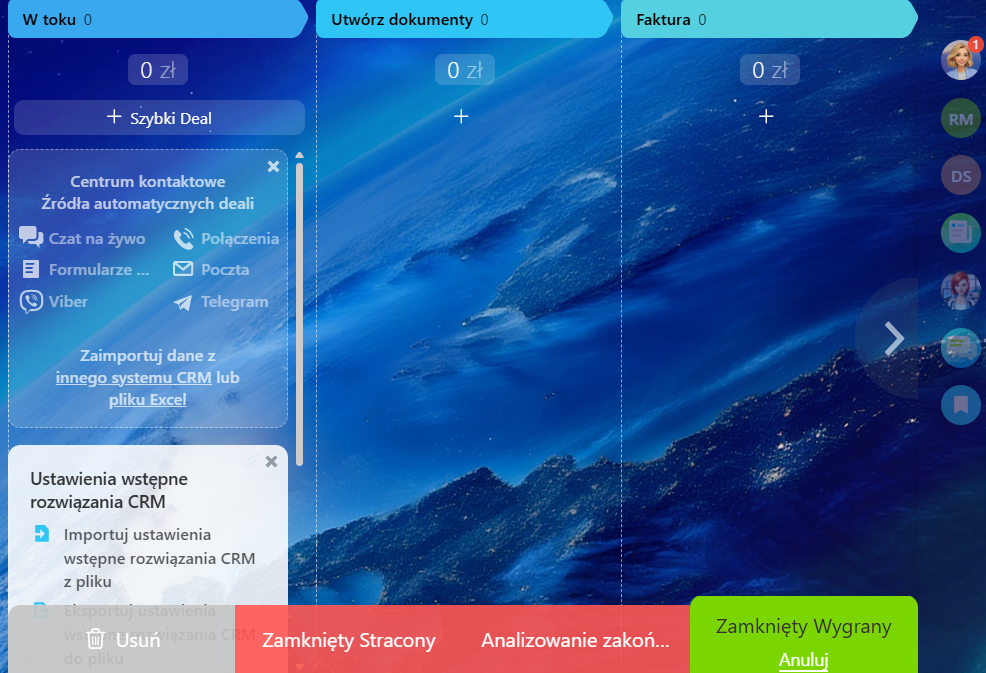 W toku 0
Utwórz dokumenty 0
Faktura 0
0 zł
0 zł
0 zł
1
+ Szybki Deal
+
+
RM
Centrum kontaktowe
Źródła automatycznych deali
DS
Czat na żywo
Połączenia
Formularze ...
Poczta
Viber
Telegram
Zaimportuj dane z
innego systemu CRM lub
pliku Excel
Ustawienia wstępne
rozwiązania CRM
Importuj ustawienia
wstępne rozwiązania CRM
z pliku
Eksportuj ustawienia
wstępne rozwiązania CRM
do pliku
Usuń
Zamknięty Stracony
Analizowanie zakoń...
Zamknięty Wygrany
Anuluj